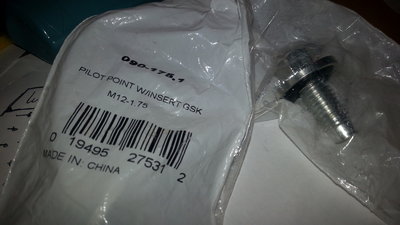 090-175.1
PILOT POINT W/INSERT GSK
M12-1.75
0 19495 27531 2
MADE IN CHINA